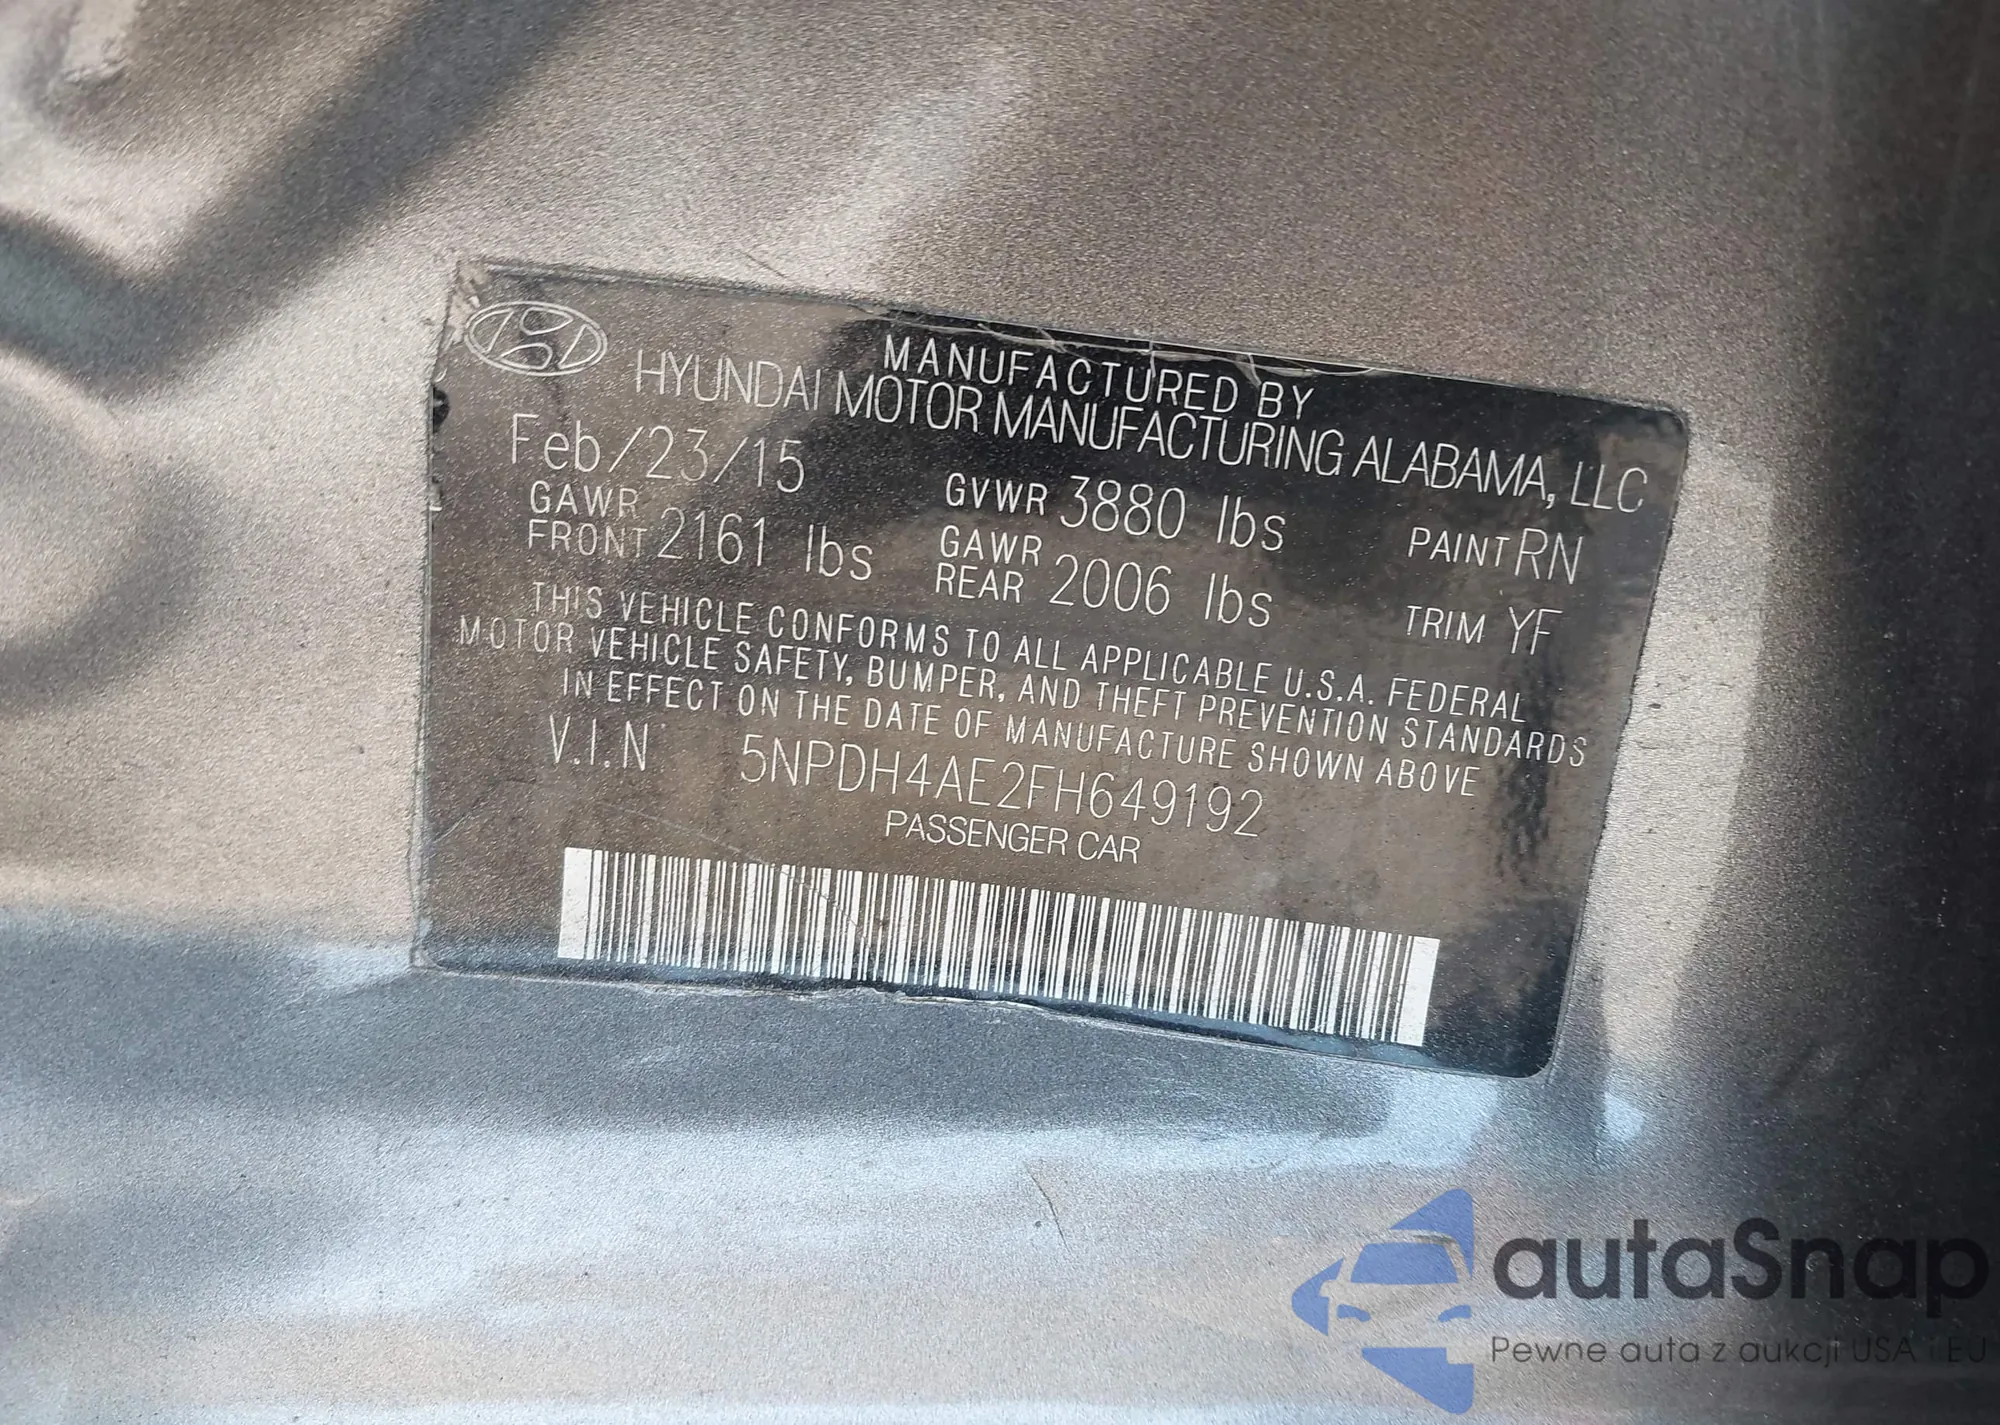 MANUFACTURED BY
HYUNDAI MOTOR MANUFACTURING ALABAMA, LLC
Feb/23/15 GVWR 3880 lbs PAINT RN
GAWR FRONT 2161 lbs GAWR REAR 2006 lbs TRIM YF
THIS VEHICLE CONFORMS TO ALL APPLICABLE U.S.A. FEDERAL
MOTOR VEHICLE SAFETY, BUMPER, AND THEFT PREVENTION STANDARDS
IN EFFECT ON THE DATE OF MANUFACTURE SHOWN ABOVE
V.I.N 5NPDH4AE2FH649192
PASSENGER CAR
autaSnap
Pewne auta z aukcji USA i EU